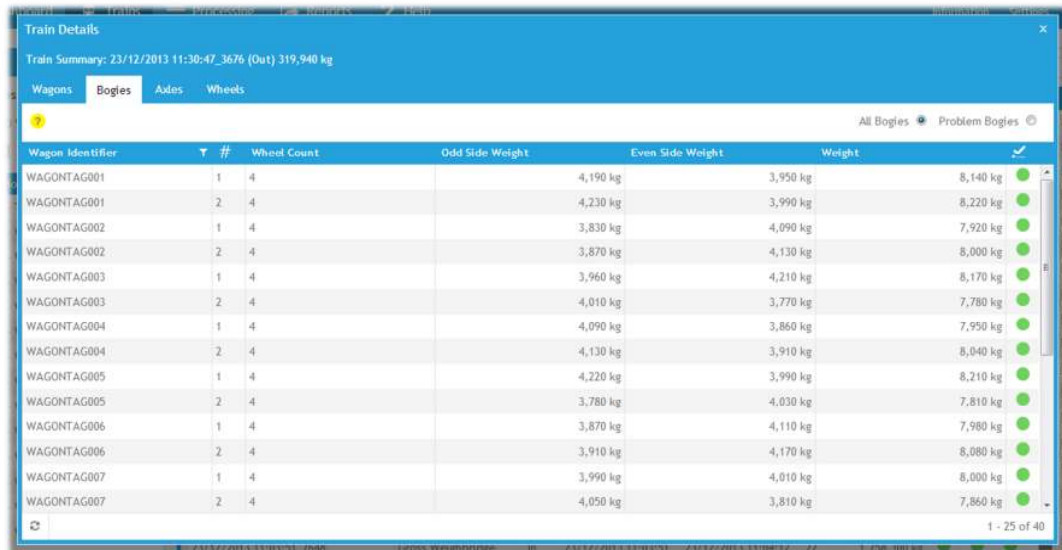 Trains Processing Reports Help Information Settings
Train Details x
Train Summary: 23/12/2013 11:30:47_3676 (Out) 319,940 kg
Wagons Bogies Axles Wheels
? All Bogies Problem Bogies
Wagon Identifier # Wheel Count Odd Side Weight Even Side Weight Weight
WAGONTAG001 1 4 4,190 kg 3,950 kg 8,140 kg
WAGONTAG001 2 4 4,230 kg 3,990 kg 8,220 kg
WAGONTAG002 1 4 3,830 kg 4,090 kg 7,920 kg
WAGONTAG002 2 4 3,870 kg 4,130 kg 8,000 kg
WAGONTAG003 1 4 3,960 kg 4,210 kg 8,170 kg
WAGONTAG003 2 4 4,010 kg 3,770 kg 7,780 kg
WAGONTAG004 1 4 4,090 kg 3,860 kg 7,950 kg
WAGONTAG004 2 4 4,130 kg 3,910 kg 8,040 kg
WAGONTAG005 1 4 4,220 kg 3,990 kg 8,210 kg
WAGONTAG005 2 4 3,780 kg 4,030 kg 7,810 kg
WAGONTAG006 1 4 3,870 kg 4,110 kg 7,980 kg
WAGONTAG006 2 4 3,910 kg 4,170 kg 8,080 kg
WAGONTAG007 1 4 3,990 kg 4,010 kg 8,000 kg
WAGONTAG007 2 4 4,050 kg 3,810 kg 7,860 kg
1 - 25 of 40